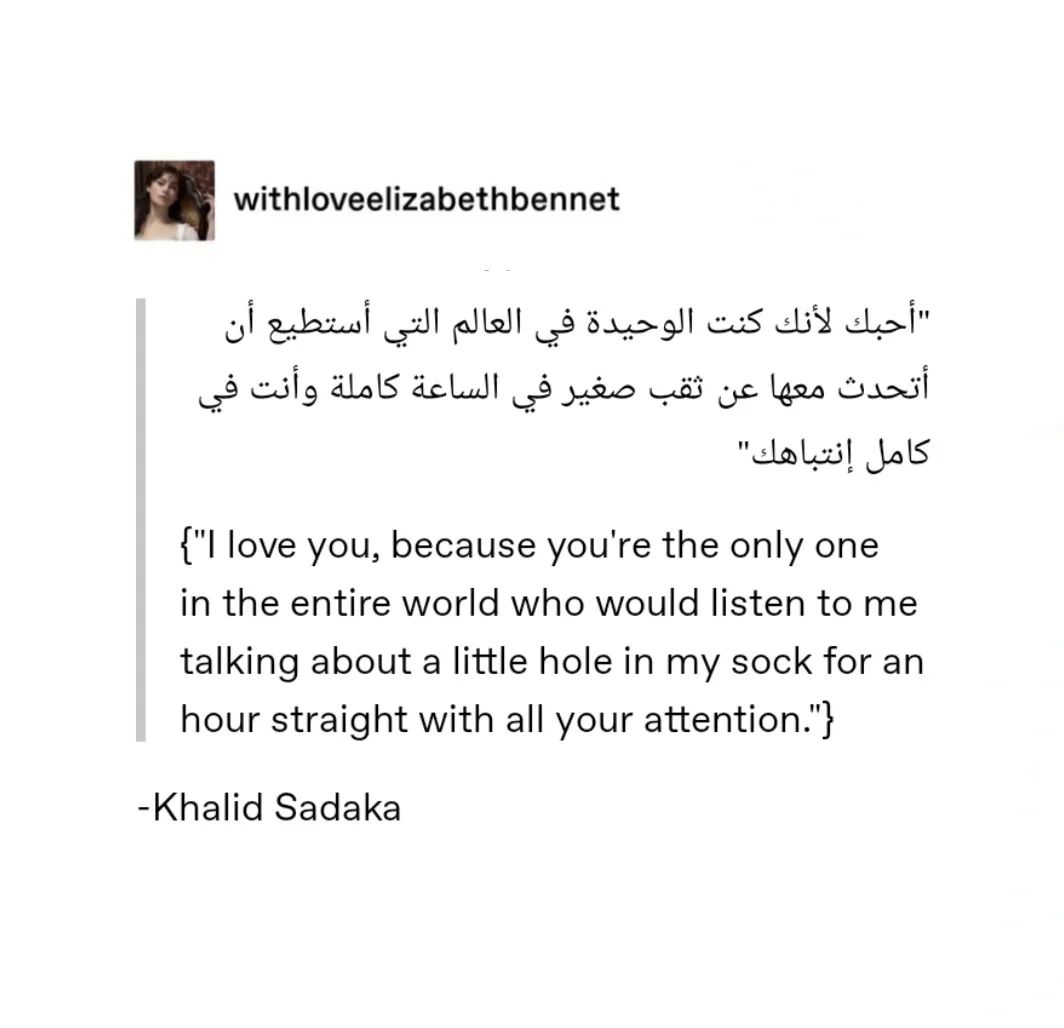 withloveelizabethbennet
"أحبك لأنك كنت الوحيدة في العالم التي أستطيع أن
أتحدث معها عن ثقب صغير في الساعة كاملة وأنت في
كامل إنتباهك"
{"I love you, because you're the only one
in the entire world who would listen to me
talking about a little hole in my sock for an
hour straight with all your attention."}
-Khalid Sadaka